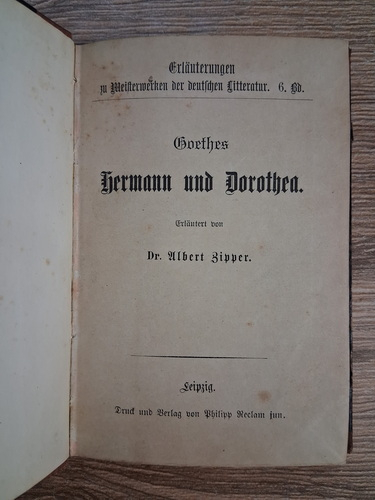 Erläuterungen
zu Meisterwerken der deutschen Litteratur. 6. Bd.
Goethes
Hermann und Dorothea.
Erläutert von
Dr. Albert Zipper.
Leipzig.
Druck und Verlag von Philipp Reclam jun.